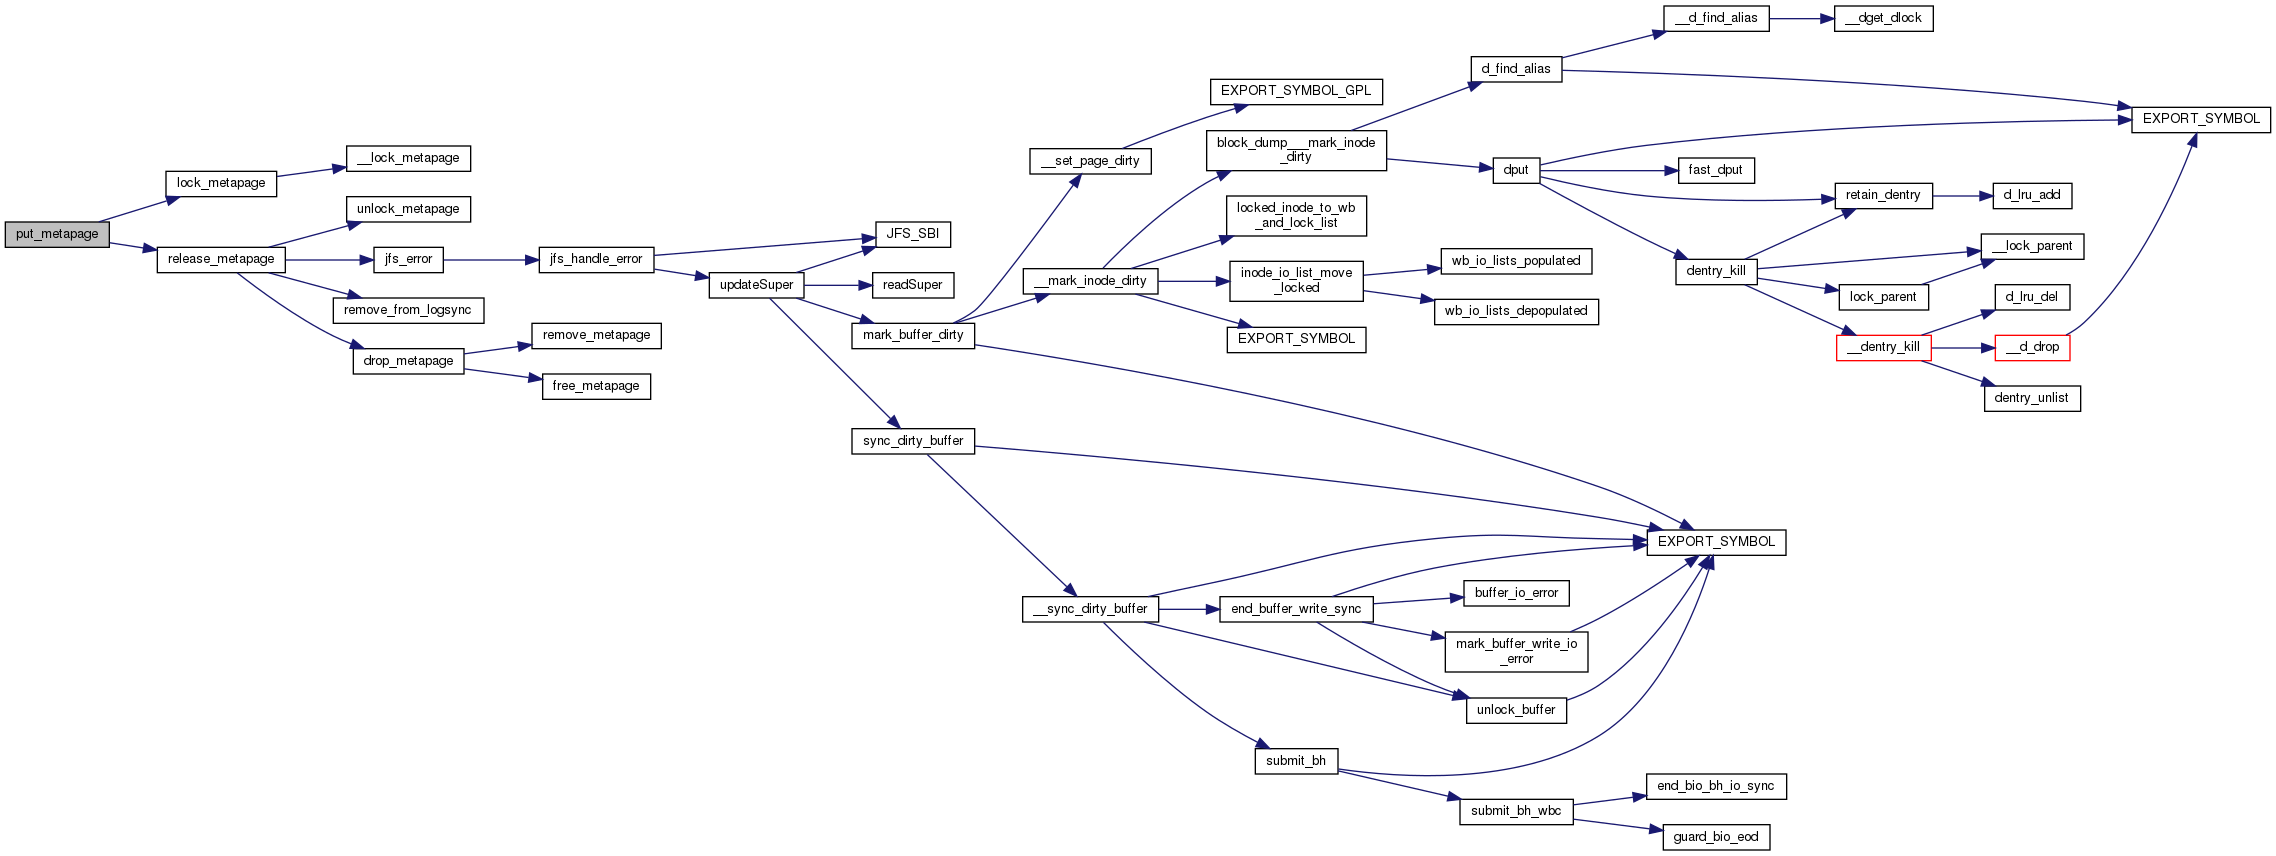 put_metapage
lock_metapage
__lock_metapage
release_metapage
unlock_metapage
jfs_error
remove_from_logsync
drop_metapage
remove_metapage
free_metapage
jfs_handle_error
JFS_SBI
updateSuper
readSuper
mark_buffer_dirty
sync_dirty_buffer
__set_page_dirty
EXPORT_SYMBOL_GPL
__mark_inode_dirty
block_dump___mark_inode
_dirty
locked_inode_to_wb
_and_lock_list
inode_io_list_move
_locked
EXPORT_SYMBOL
wb_io_lists_populated
wb_io_lists_depopulated
d_find_alias
__d_find_alias
__dget_dlock
EXPORT_SYMBOL
dput
fast_dput
retain_dentry
d_lru_add
dentry_kill
__lock_parent
lock_parent
__dentry_kill
d_lru_del
__d_drop
dentry_unlist
EXPORT_SYMBOL
__sync_dirty_buffer
end_buffer_write_sync
buffer_io_error
mark_buffer_write_io
_error
unlock_buffer
submit_bh
submit_bh_wbc
end_bio_bh_io_sync
guard_bio_eod